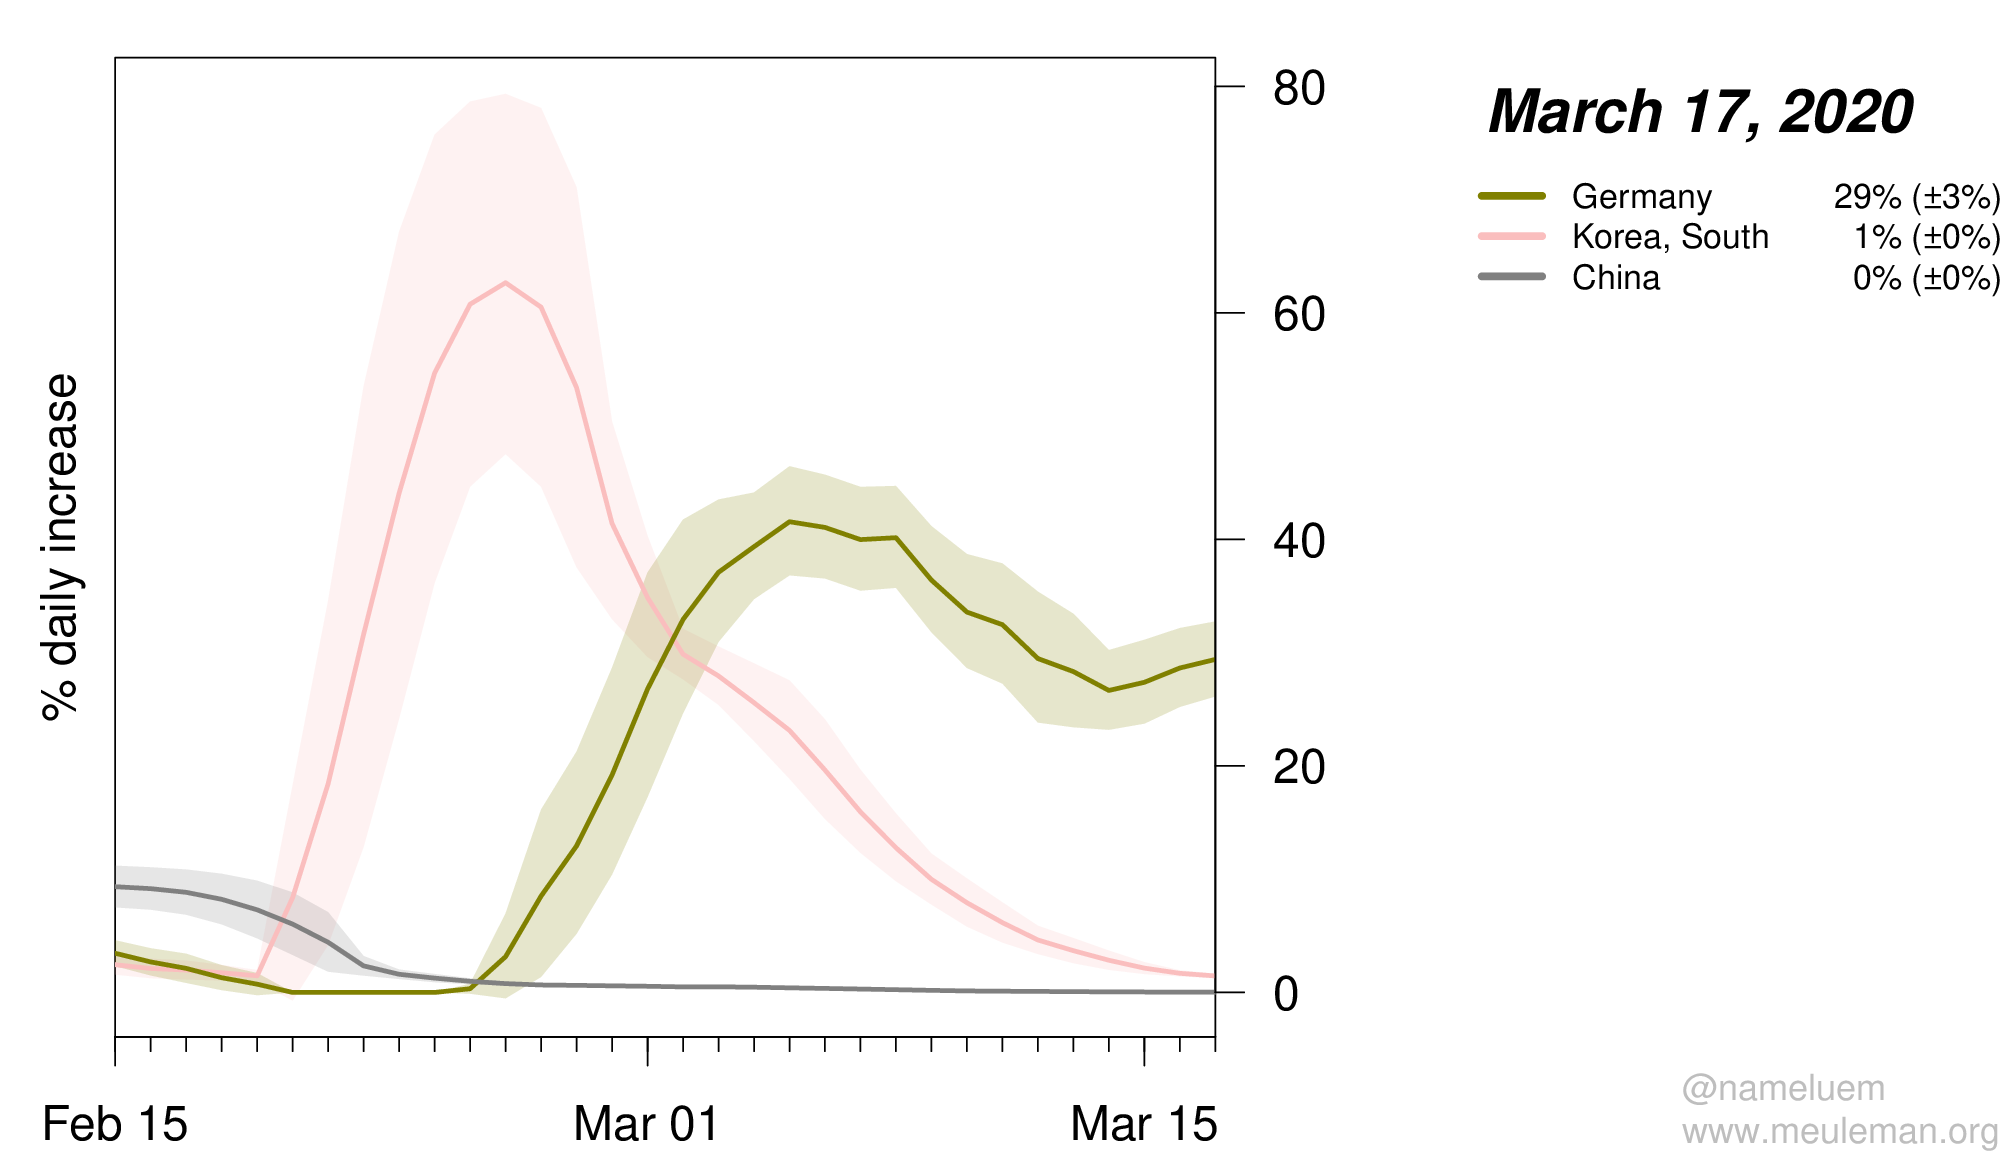 March 17, 2020
Germany 29% (±3%)
Korea, South 1% (±0%)
China 0% (±0%)
% daily increase
80
60
40
20
0
Feb 15 Mar 01 Mar 15
@nameluem
www.meuleman.org